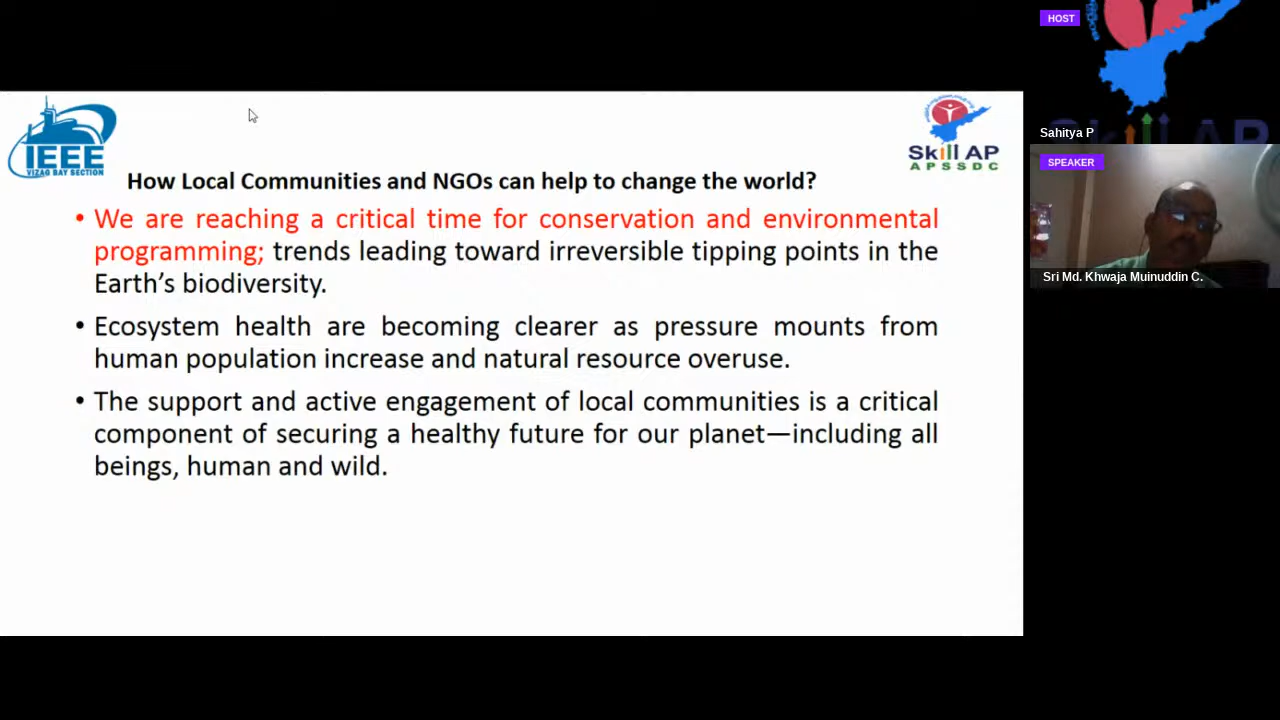 HOST
Sahitya P
SPEAKER
Sri Md. Khwaja Muinuddin C.
IEEE
VIZAG BAY SECTION
Skill AP
APSSDC
How Local Communities and NGOs can help to change the world?
• We are reaching a critical time for conservation and environmental
programming; trends leading toward irreversible tipping points in the
Earth's biodiversity.
• Ecosystem health are becoming clearer as pressure mounts from
human population increase and natural resource overuse.
• The support and active engagement of local communities is a critical
component of securing a healthy future for our planet—including all
beings, human and wild.